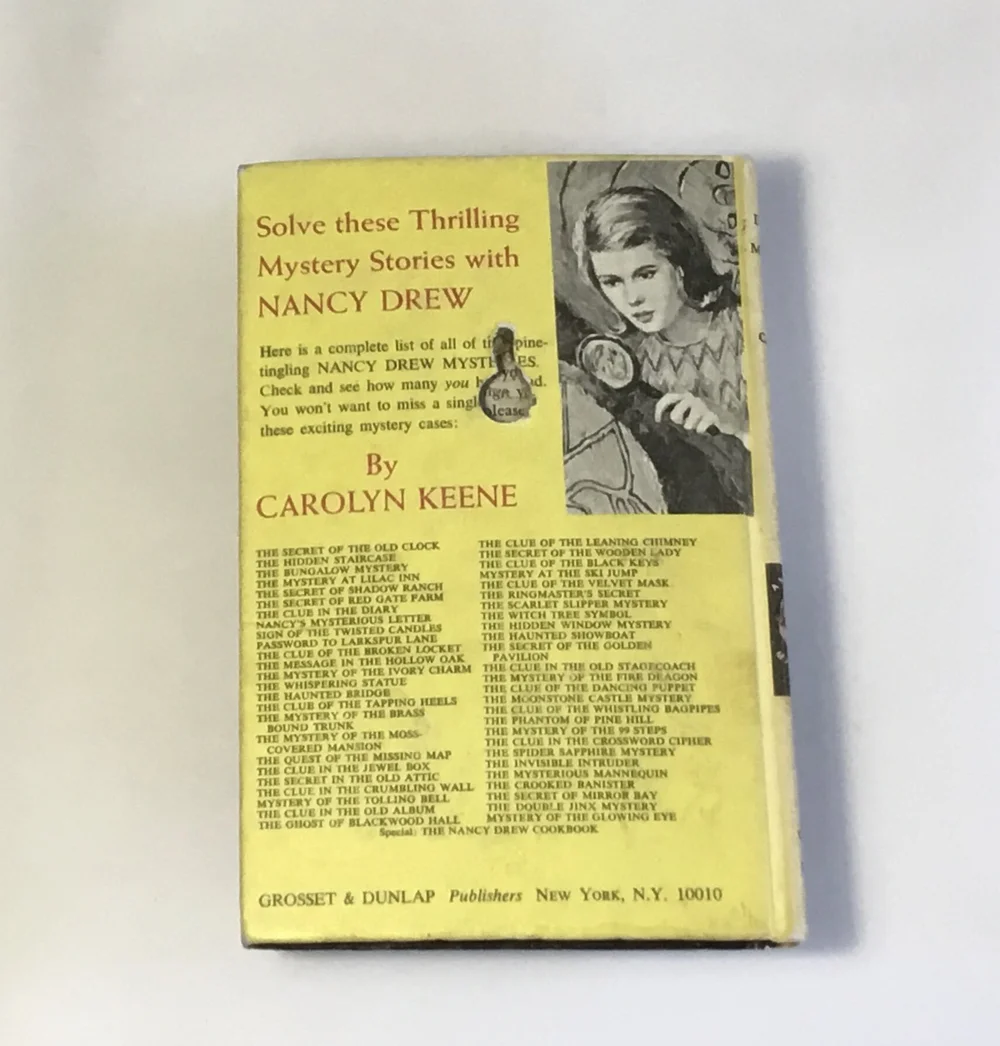 Solve these Thrilling
Mystery Stories with
NANCY DREW
Here is a complete list of all of pine-
tingling NANCY DREW
Check and see how many you
You won't want to miss a
these exciting mystery cases:
By
CAROLYN KEENE
THE SECRET OF THE OLD CLOCK
THE HIDDEN STAIRCASE
THE BUNGALOW MYSTERY
THE MYSTERY AT LILAC INN
THE SECRET OF SHADOW RANCH
THE SECRET OF RED GATE FARM
THE CLUE IN THE DIARY
NANCY'S MYSTERIOUS LETTER
SIGN OF THE TWISTED CANDLES
PASSWORD TO LARKSPUR LANE
THE CLUE OF THE BROKEN LOCKET
THE MESSAGE IN THE HOLLOW OAK
THE MYSTERY OF THE IVORY CHARM
THE WHISPERING STATUE
THE HAUNTED BRIDGE
THE CLUE OF THE TAPPING HEELS
THE MYSTERY OF THE BRASS
BOUND TRUNK
THE MYSTERY OF THE MOSS-
COVERED MANSION
THE QUEST OF THE MISSING MAP
THE CLUE IN THE JEWEL BOX
THE SECRET IN THE OLD ATTIC
THE CLUE IN THE CRUMBLING WALL
MYSTERY OF THE TOLLING BELL
THE CLUE IN THE OLD ALBUM
THE GHOST OF BLACKWOOD HALL
THE CLUE OF THE LEANING CHIMNEY
THE SECRET OF THE WOODEN LADY
THE CLUE OF THE BLACK KEYS
MYSTERY AT THE SKI JUMP
THE CLUE OF THE VELVET MASK
THE RINGMASTER'S SECRET
THE SCARLET SLIPPER MYSTERY
THE WITCH TREE SYMBOL
THE HIDDEN WINDOW MYSTERY
THE HAUNTED SHOWBOAT
THE SECRET OF THE GOLDEN
PAVILION
THE CLUE IN THE OLD STAGECOACH
THE MYSTERY OF THE FIRE DRAGON
THE CLUE OF THE DANCING PUPPET
THE MOONSTONE CASTLE MYSTERY
THE CLUE OF THE WHISTLING BAGPIPES
THE PHANTOM OF PINE HILL
THE MYSTERY OF THE 99 STEPS
THE CLUE IN THE CROSSWORD CIPHER
THE SPIDER SAPPHIRE MYSTERY
THE INVISIBLE INTRUDER
THE MYSTERIOUS MANNEQUIN
THE CROOKED BANISTER
THE SECRET OF MIRROR BAY
THE DOUBLE JINX MYSTERY
MYSTERY OF THE GLOWING EYE
Special: THE NANCY DREW COOKBOOK
GROSSET & DUNLAP Publishers NEW YORK, N.Y. 10010